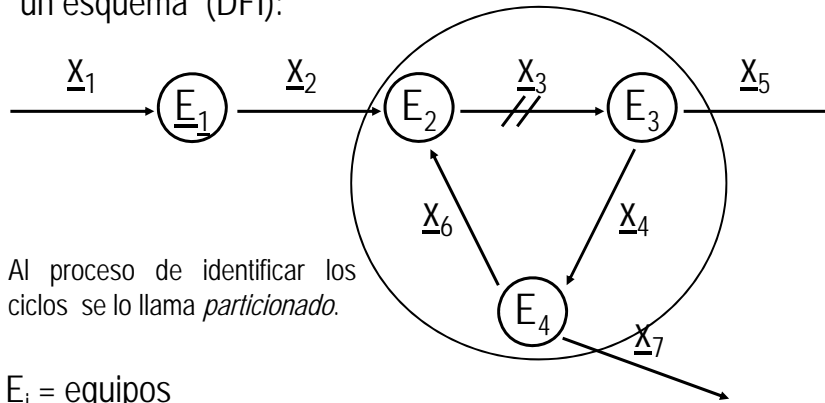 un esquema (DFI):
x₁ x₂ x₃ x₅
E₁ E₂ E₃
x₆ x₄
Al proceso de identificar los
ciclos se lo llama particionado.
E₄
x₇
Eᵢ = equipos